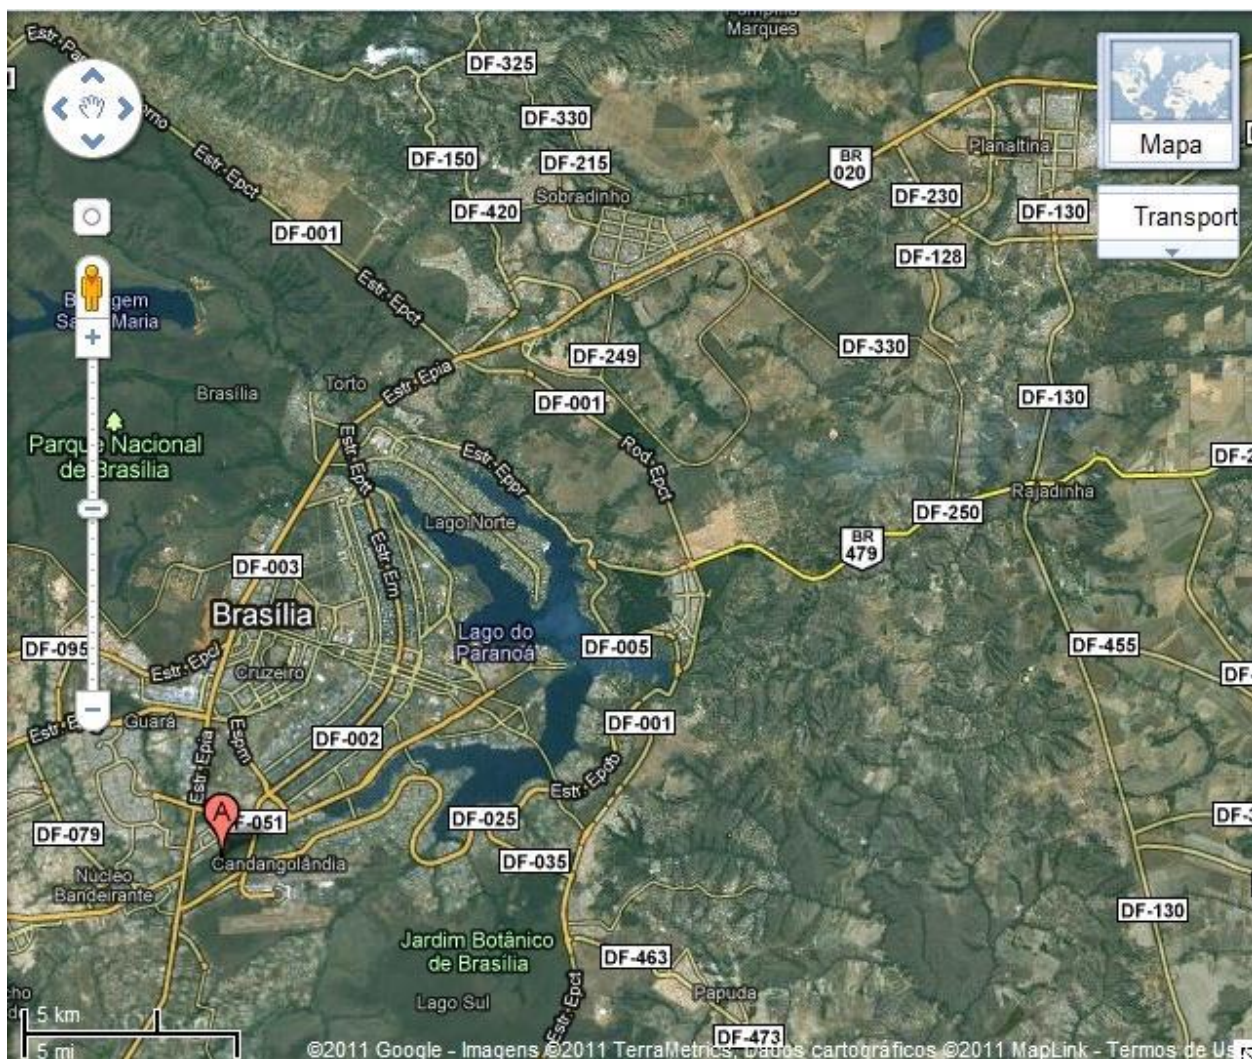 Marques
Estr. Epct
DF-325
DF-330
DF-150
DF-215
BR
020
Planaltina
Mapa
Sobradinho
DF-420
DF-230
DF-130
Transport
DF-001
DF-128
Estr. Epct
Maria
DF-249
DF-330
Estr. Epia
Torto
Brasília
DF-001
DF-130
Parque Nacional
de Brasília
Estr. Eptt
Estr. Eppr
Rod. Epct
Rajadinha
Lago Norte
DF-250
BR
479
DF-003
Brasília
Lago do
Paranoá
DF-005
DF-455
DF-095
Cruzeiro
Guará
DF-002
DF-001
Estr. Epia
DF-025
DF-079
DF-035
A
Candangolândia
Núcleo
Bandeirante
DF-130
Jardim Botânico
de Brasília
DF-463
Lago Sul
Papuda
Estr. Epct
DF-473
5 km
5 mi
©2011 Google - Imagens ©2011 TerraMetrics, Dados cartográficos ©2011 MapLink - Termos de